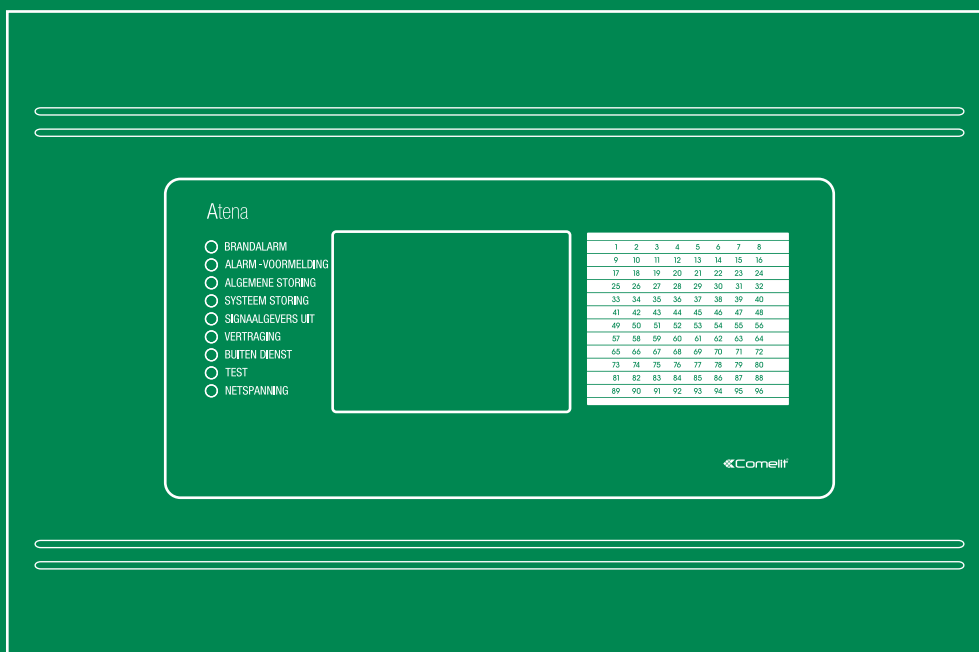 Atena
BRANDALARM
ALARM -VOORMELDING
ALGEMENE STORING
SYSTEEM STORING
SIGNAALGEVERS UIT
VERTRAGING
BUITEN DIENST
TEST
NETSPANNING
1 2 3 4 5 6 7 8
9 10 11 12 13 14 15 16
17 18 19 20 21 22 23 24
25 26 27 28 29 30 31 32
33 34 35 36 37 38 39 40
41 42 43 44 45 46 47 48
49 50 51 52 53 54 55 56
57 58 59 60 61 62 63 64
65 66 67 68 69 70 71 72
73 74 75 76 77 78 79 80
81 82 83 84 85 86 87 88
89 90 91 92 93 94 95 96
Comelit